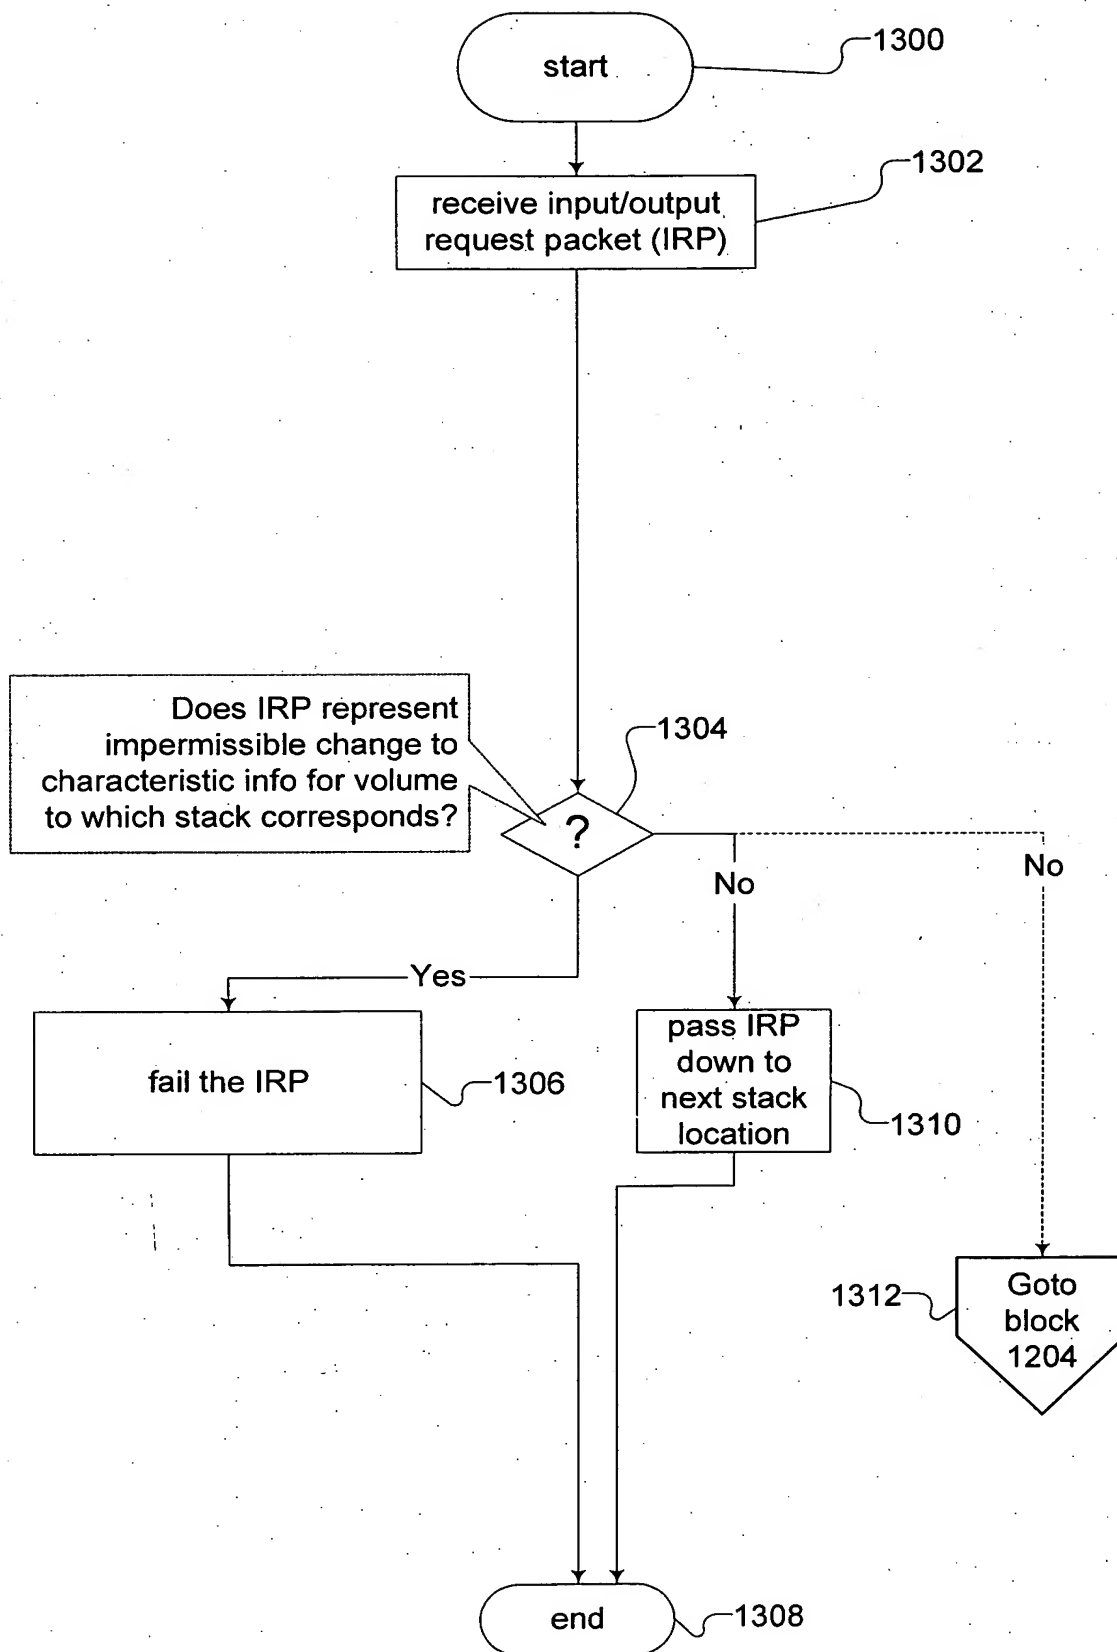 start
1300
receive input/output
request packet (IRP)
1302
Does IRP represent
impermissible change to
characteristic info for volume
to which stack corresponds?
1304
?
No
No
Yes
fail the IRP
1306
pass IRP
down to
next stack
location
1310
1312
Goto
block
1204
end
1308